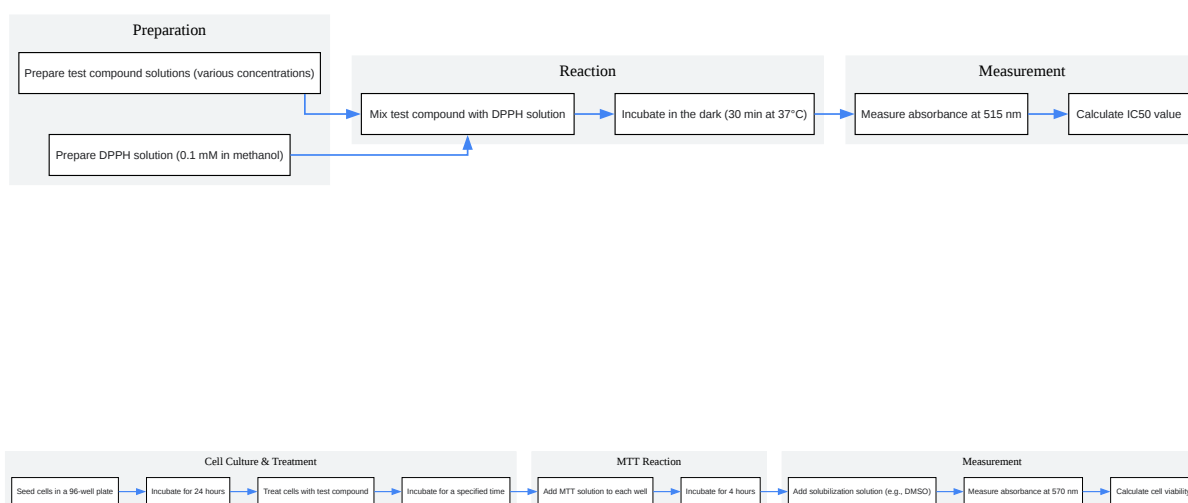 Preparation
Prepare test compound solutions (various concentrations)
Prepare DPPH solution (0.1 mM in methanol)
Reaction
Mix test compound with DPPH solution
Incubate in the dark (30 min at 37°C)
Measurement
Measure absorbance at 515 nm
Calculate IC50 value
Cell Culture & Treatment
Seed cells in a 96-well plate
Incubate for 24 hours
Treat cells with test compound
Incubate for a specified time
MTT Reaction
Add MTT solution to each well
Incubate for 4 hours
Measurement
Add solubilization solution (e.g., DMSO)
Measure absorbance at 570 nm
Calculate cell viability